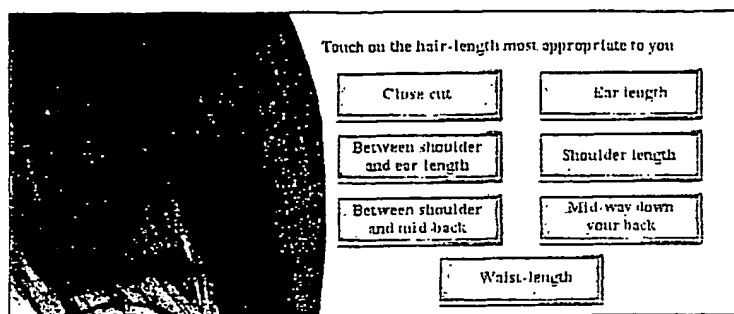 Touch on the hair-length most appropriate to you
Close cut
Ear length
Between shoulder
and ear length
Shoulder length
Between shoulder
and mid-back
Mid-way down
your back
Waist-length